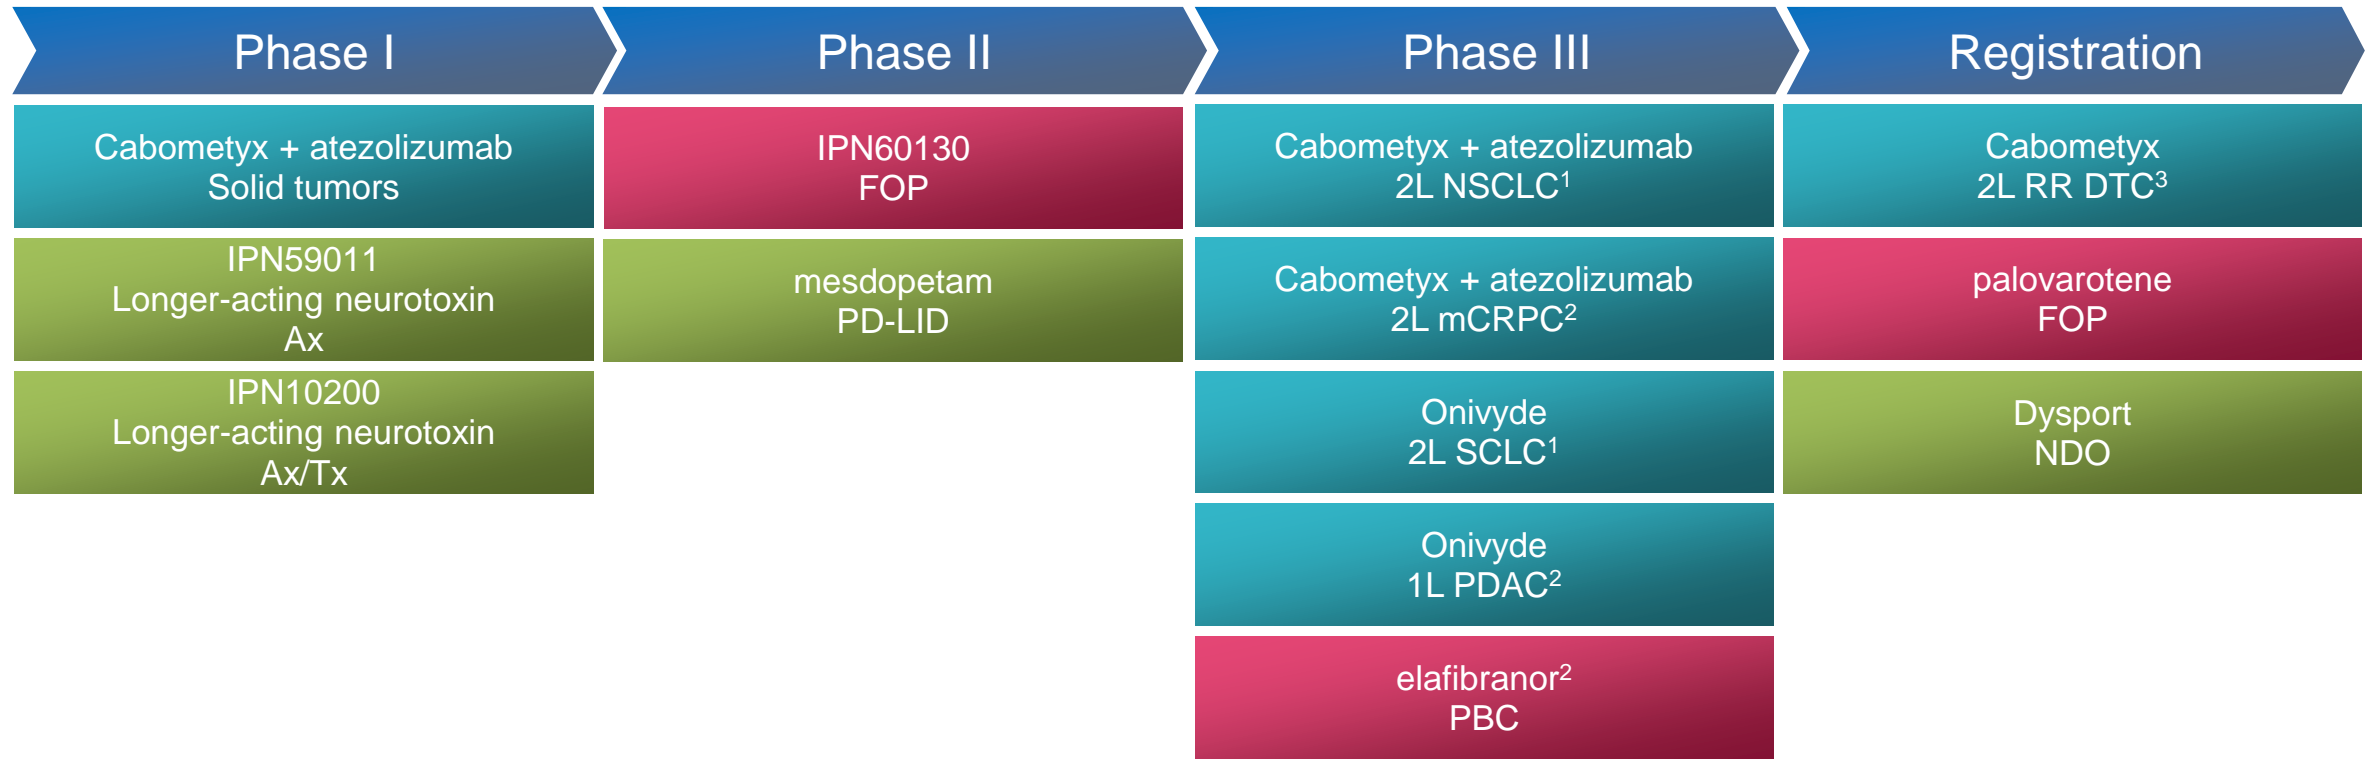 Phase I
Phase II
Phase III
Registration
Cabometyx + atezolizumab
Solid tumors
IPN59011
Longer-acting neurotoxin
Ax
IPN10200
Longer-acting neurotoxin
Ax/Tx
IPN60130
FOP
mesdopetam
PD-LID
Cabometyx + atezolizumab
2L NSCLC¹
Cabometyx + atezolizumab
2L mCRPC²
Onivyde
2L SCLC¹
Onivyde
1L PDAC²
elafibranor²
PBC
Cabometyx
2L RR DTC³
palovarotene
FOP
Dysport
NDO